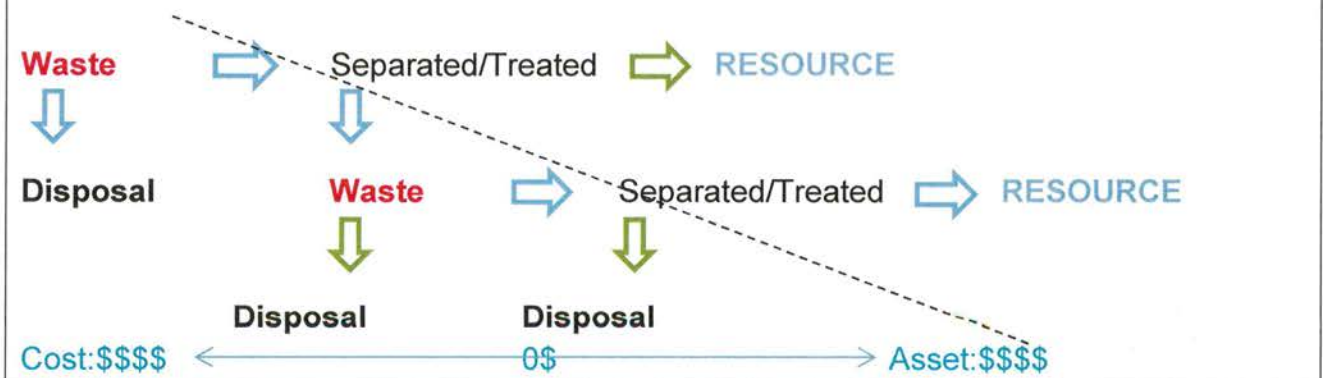 Waste Separated/Treated RESOURCE
Disposal Waste Separated/Treated RESOURCE
Disposal Disposal
Cost:$$$$ 0$ Asset:$$$$